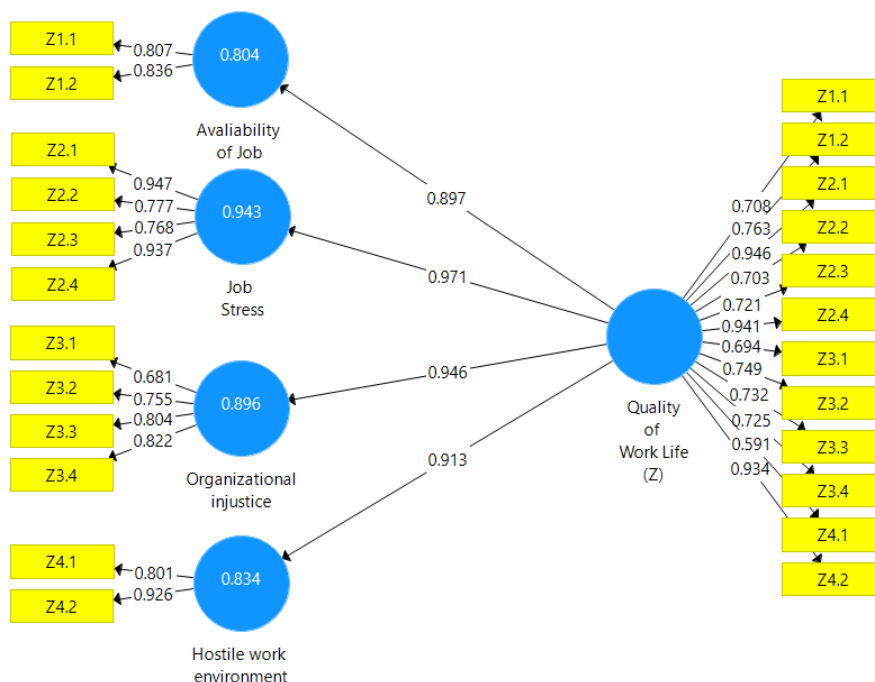 Z1.1
0.807
0.804
Z1.2
0.836
Avaliability
of Job
Z2.1
0.947
Z2.2
0.777
0.943
Z2.3
0.768
Z2.4
0.937
Job
Stress
Z3.1
0.681
Z3.2
0.755
0.896
Z3.3
0.804
Z3.4
0.822
Organizational
injustice
Z4.1
0.801
0.834
Z4.2
0.926
Hostile work
environment
0.897
0.971
0.946
0.913
Quality
of
Work Life
(Z)
0.708
0.763
0.946
0.703
0.721
0.941
0.694
0.749
0.732
0.725
0.591
0.934
Z1.1
Z1.2
Z2.1
Z2.2
Z2.3
Z2.4
Z3.1
Z3.2
Z3.3
Z3.4
Z4.1
Z4.2